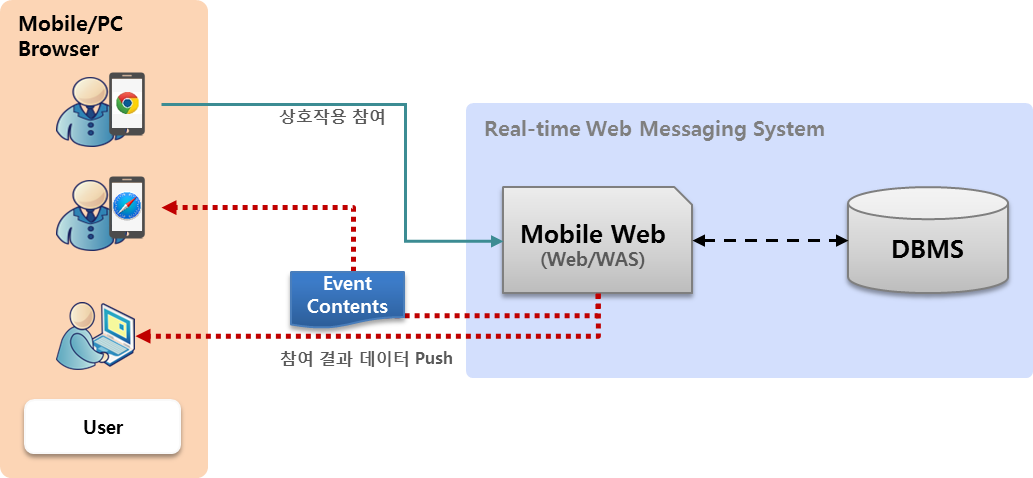 Mobile/PC
Browser
상호작용 참여
Real-time Web Messaging System
Mobile Web
(Web/WAS)
DBMS
Event
Contents
참여 결과 데이터 Push
User